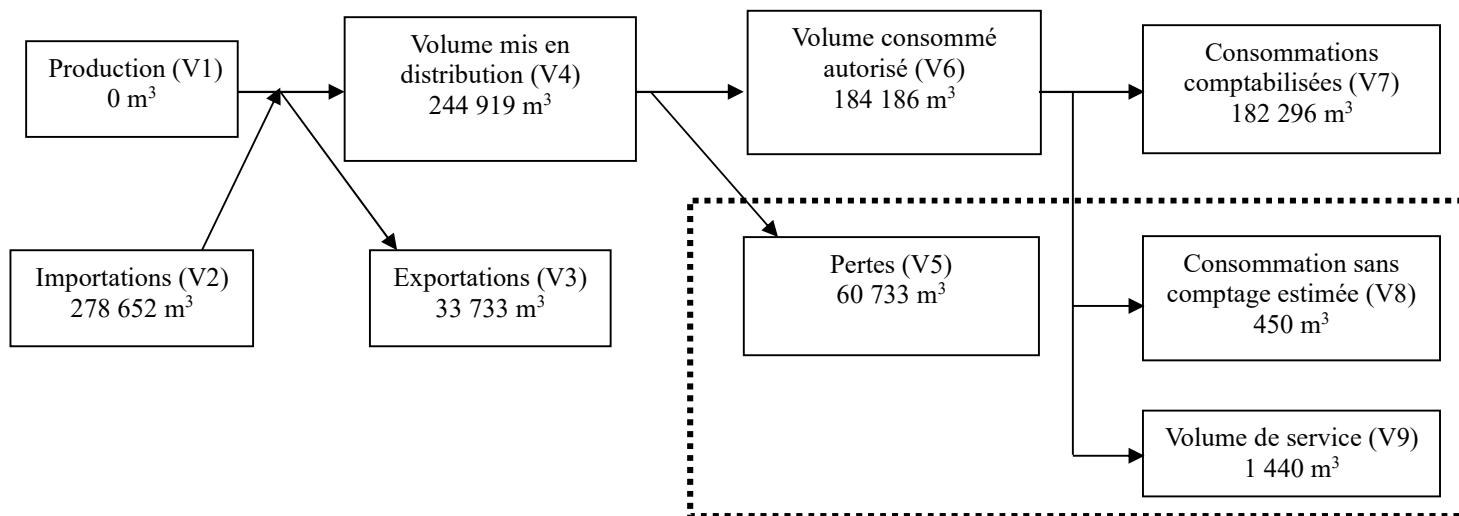 Production (V1)
0 m³
Volume mis en
distribution (V4)
244 919 m³
Volume consommé
autorisé (V6)
184 186 m³
Consommations
comptabilisées (V7)
182 296 m³
Importations (V2)
278 652 m³
Exportations (V3)
33 733 m³
Pertes (V5)
60 733 m³
Consommation sans
comptage estimée (V8)
450 m³
Volume de service (V9)
1 440 m³